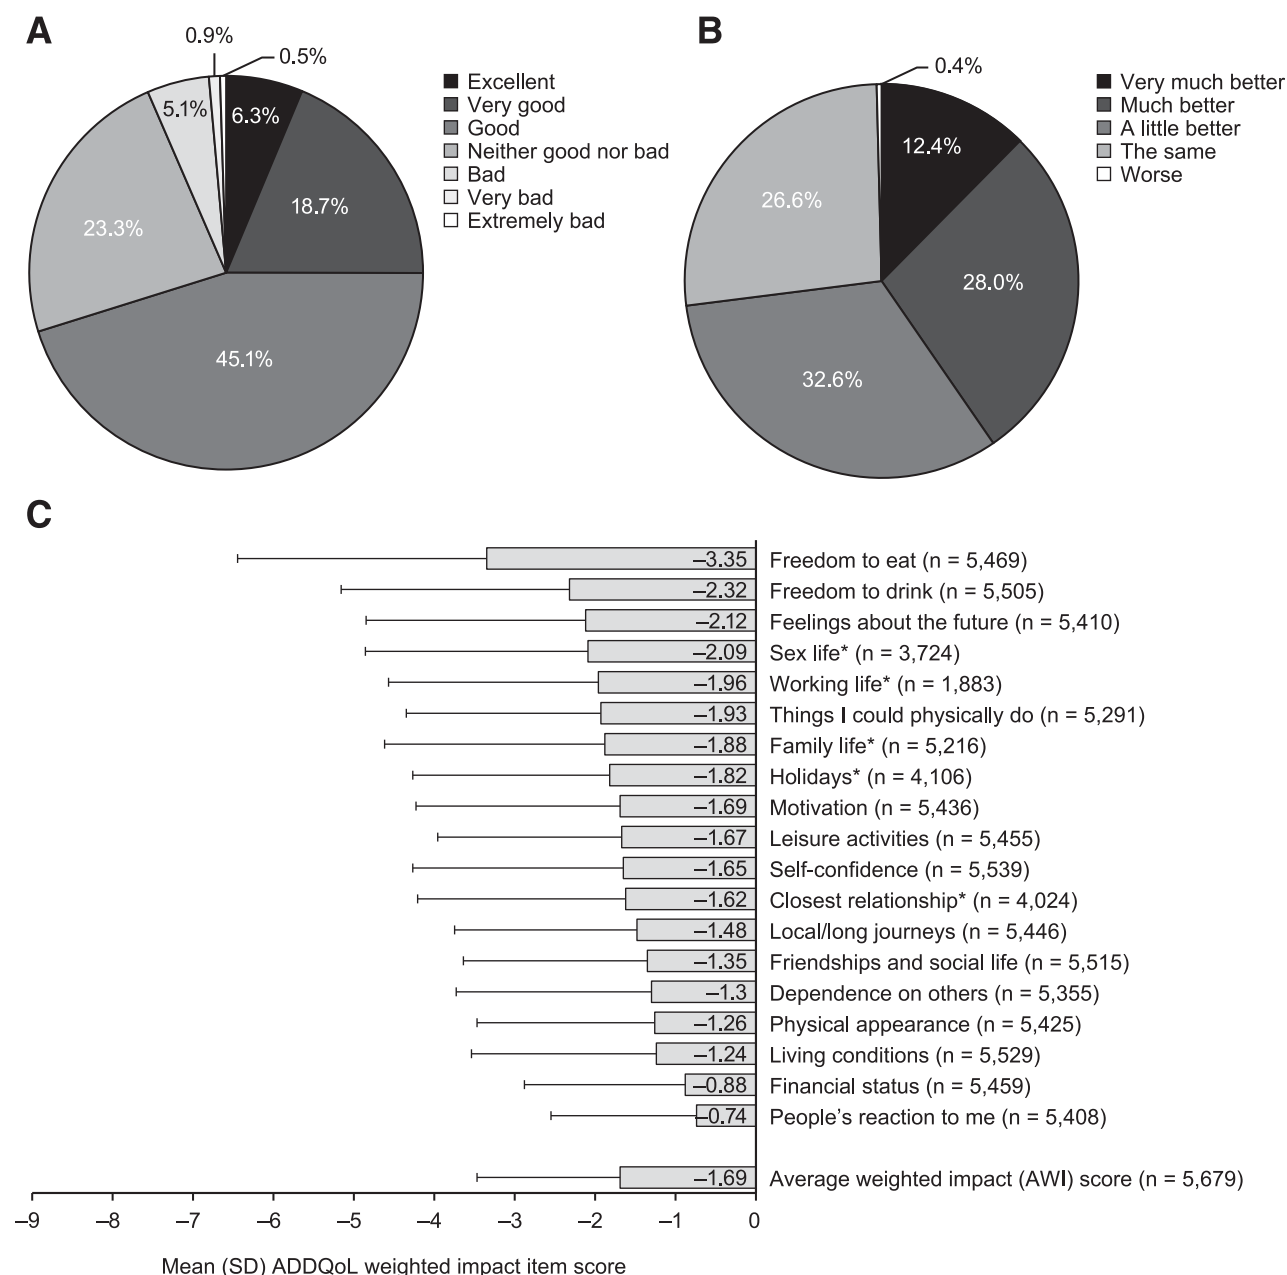 A
0.9%
0.5%
5.1%
6.3%
18.7%
23.3%
45.1%
Excellent
Very good
Good
Neither good nor bad
Bad
Very bad
Extremely bad
B
0.4%
12.4%
26.6%
28.0%
32.6%
Very much better
Much better
A little better
The same
Worse
C
–3.35 Freedom to eat (n = 5,469)
–2.32 Freedom to drink (n = 5,505)
–2.12 Feelings about the future (n = 5,410)
–2.09 Sex life* (n = 3,724)
–1.96 Working life* (n = 1,883)
–1.93 Things I could physically do (n = 5,291)
–1.88 Family life* (n = 5,216)
–1.82 Holidays* (n = 4,106)
–1.69 Motivation (n = 5,436)
–1.67 Leisure activities (n = 5,455)
–1.65 Self-confidence (n = 5,539)
–1.62 Closest relationship* (n = 4,024)
–1.48 Local/long journeys (n = 5,446)
–1.35 Friendships and social life (n = 5,515)
–1.3 Dependence on others (n = 5,355)
–1.26 Physical appearance (n = 5,425)
–1.24 Living conditions (n = 5,529)
–0.88 Financial status (n = 5,459)
–0.74 People’s reaction to me (n = 5,408)
–1.69 Average weighted impact (AWI) score (n = 5,679)
–9 –8 –7 –6 –5 –4 –3 –2 –1 0
Mean (SD) ADDQoL weighted impact item score